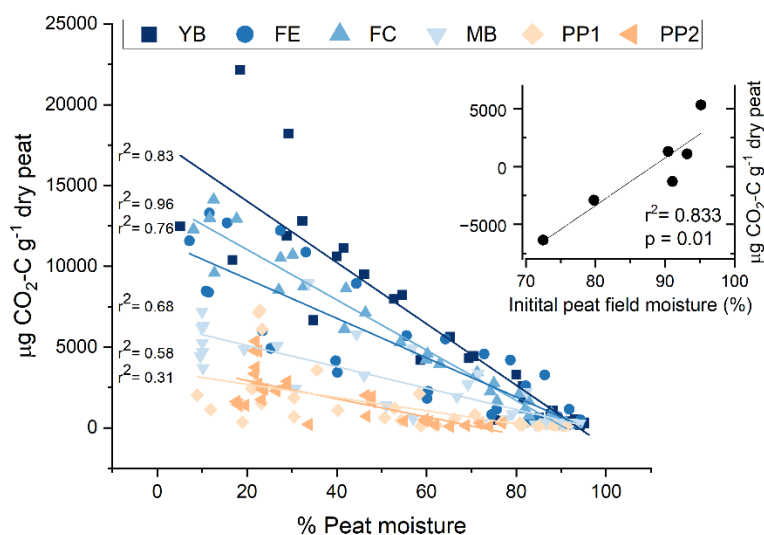 YB FE FC MB PP1 PP2
25000
20000
15000
10000
5000
0
µg CO2-C g-1 dry peat
r2= 0.83
r2= 0.96
r2= 0.76
r2= 0.68
r2= 0.58
r2= 0.31
0 20 40 60 80 100
% Peat moisture
5000
0
−5000
r2= 0.833
p = 0.01
70 80 90 100
Initital peat field moisture (%)
µg CO2-C g-1 dry peat